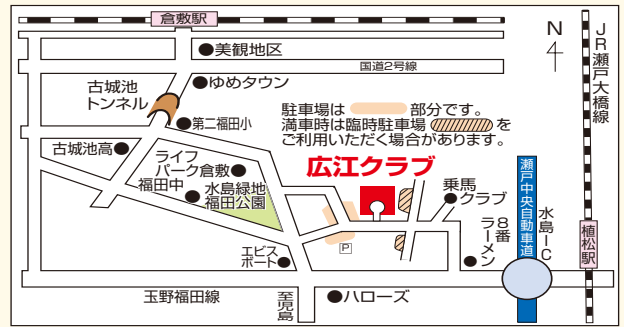 倉敷駅
美観地区
国道2号線
N
JR瀬戸大橋線
古城池
トンネル
ゆめタウン
第二福田小
駐車場は 部分です。
満車時は臨時駐車場 を
ご利用いただく場合があります。
古城池高
ライフ
パーク倉敷
福田中
水島緑地
福田公園
広江クラブ
乗馬
クラブ
瀬戸中央自動車道
水島IC
植松駅
8番
ラーメン
P
エビス
ポート
玉野福田線
至児島
ハローズ